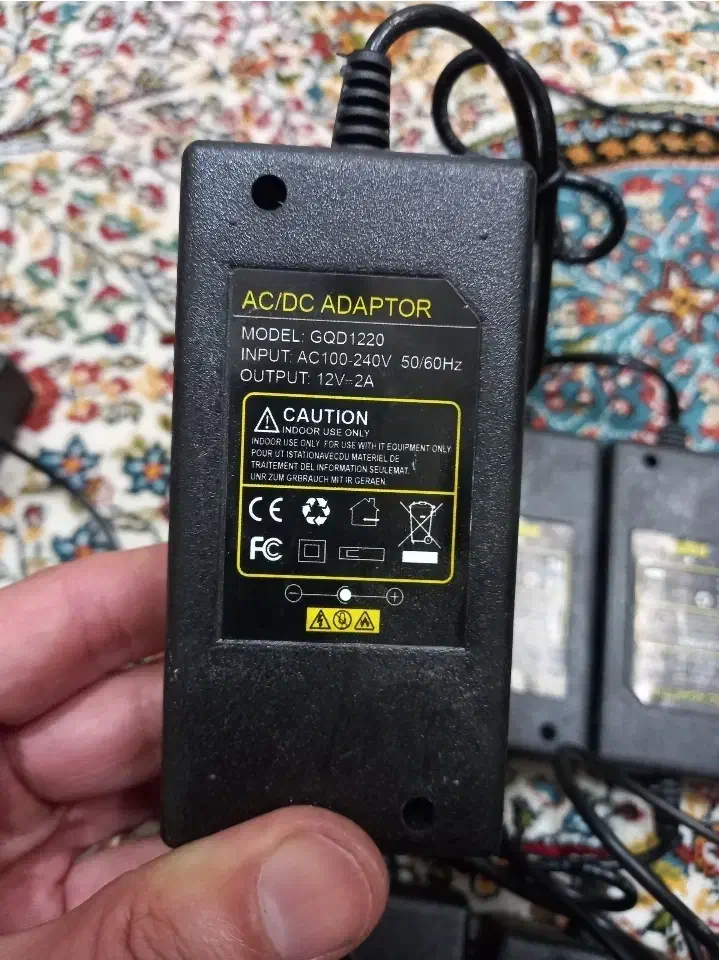 AC/DC ADAPTOR
MODEL: GQD1220
INPUT: AC100-240V 50/60Hz
OUTPUT: 12V⎓2A
CAUTION
INDOOR USE ONLY
INDOOR USE ONLY FOR USE WITH IT EQUIPMENT ONLY
POUR UT ISTATIONAVECDU MATERIEL DE
TRAITEMENT DEL INFORMATION SEULEMAT.
UNR ZUM GRBRAUCH MIT IR GERAEN
CE
FC